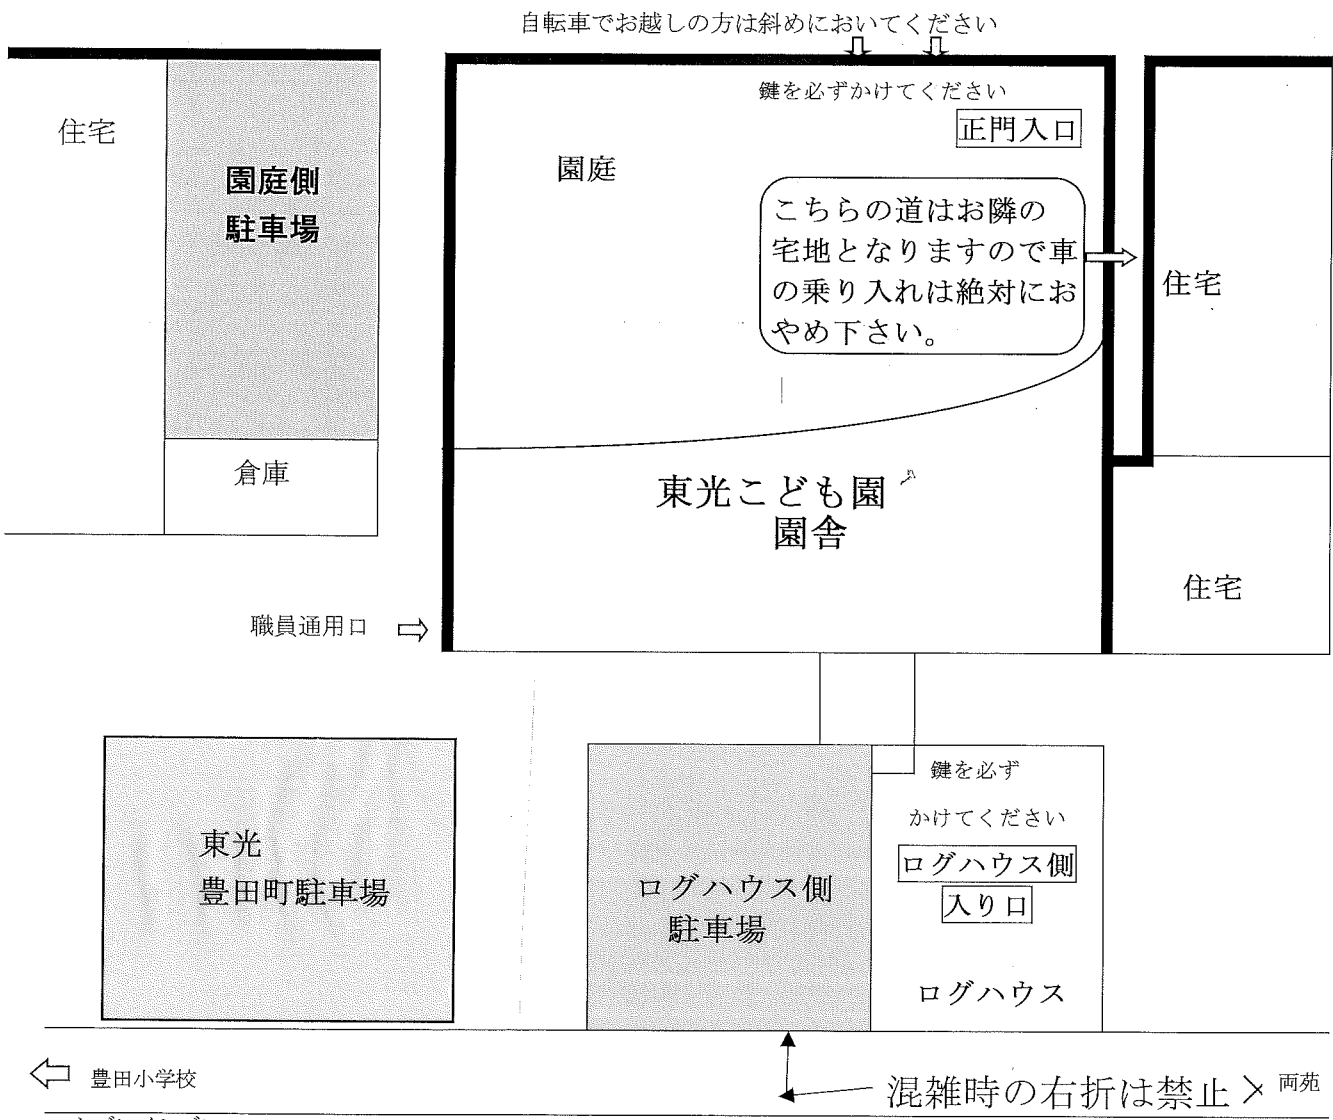 自転車でお越しの方は斜めにおいてください
鍵を必ずかけてください
正門入口
住宅
園庭側
駐車場
園庭
こちらの道はお隣の
宅地となりますので車
の乗り入れは絶対にお
やめ下さい。
住宅
倉庫
東光こども園
園舎
住宅
職員通用口
鍵を必ず
かけてください
東光
豊田町駐車場
ログハウス側
駐車場
ログハウス側
入り口
ログハウス
豊田小学校
混雑時の右折は禁止
両苑